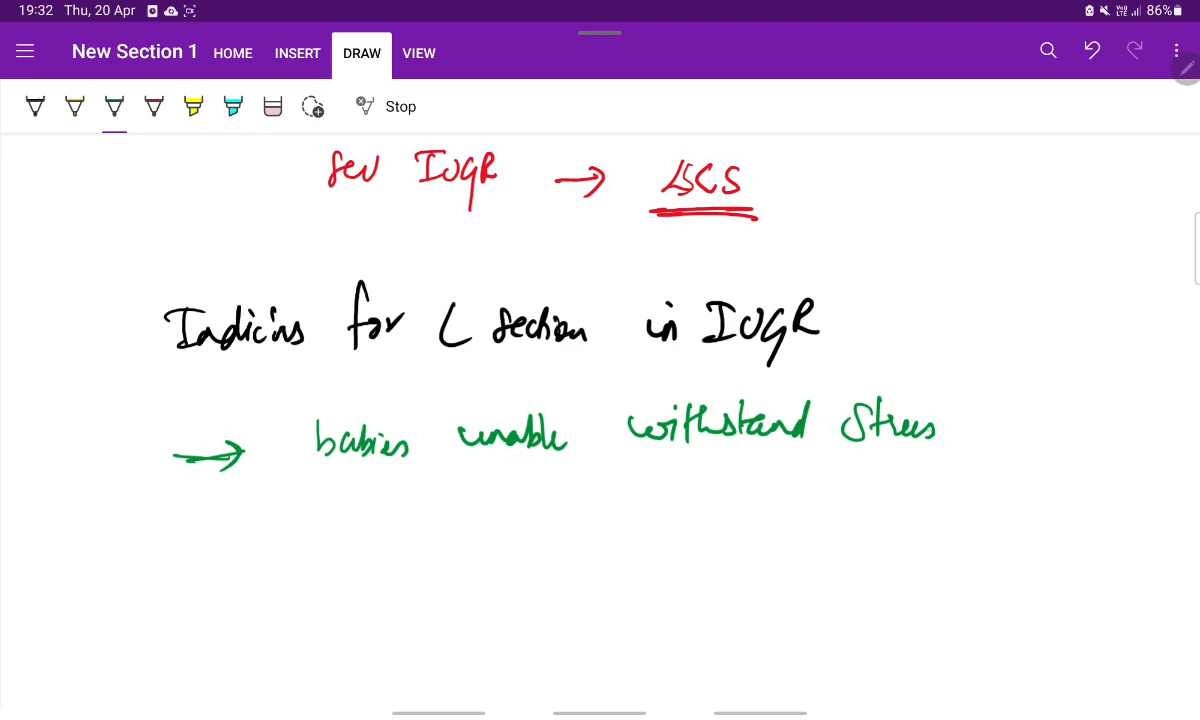 19:32 Thu, 20 Apr 86%
New Section 1 HOME INSERT DRAW VIEW
Stop
Sev IUGR → LSCS
for C Section in IUGR
→ babies unable withstand Stress